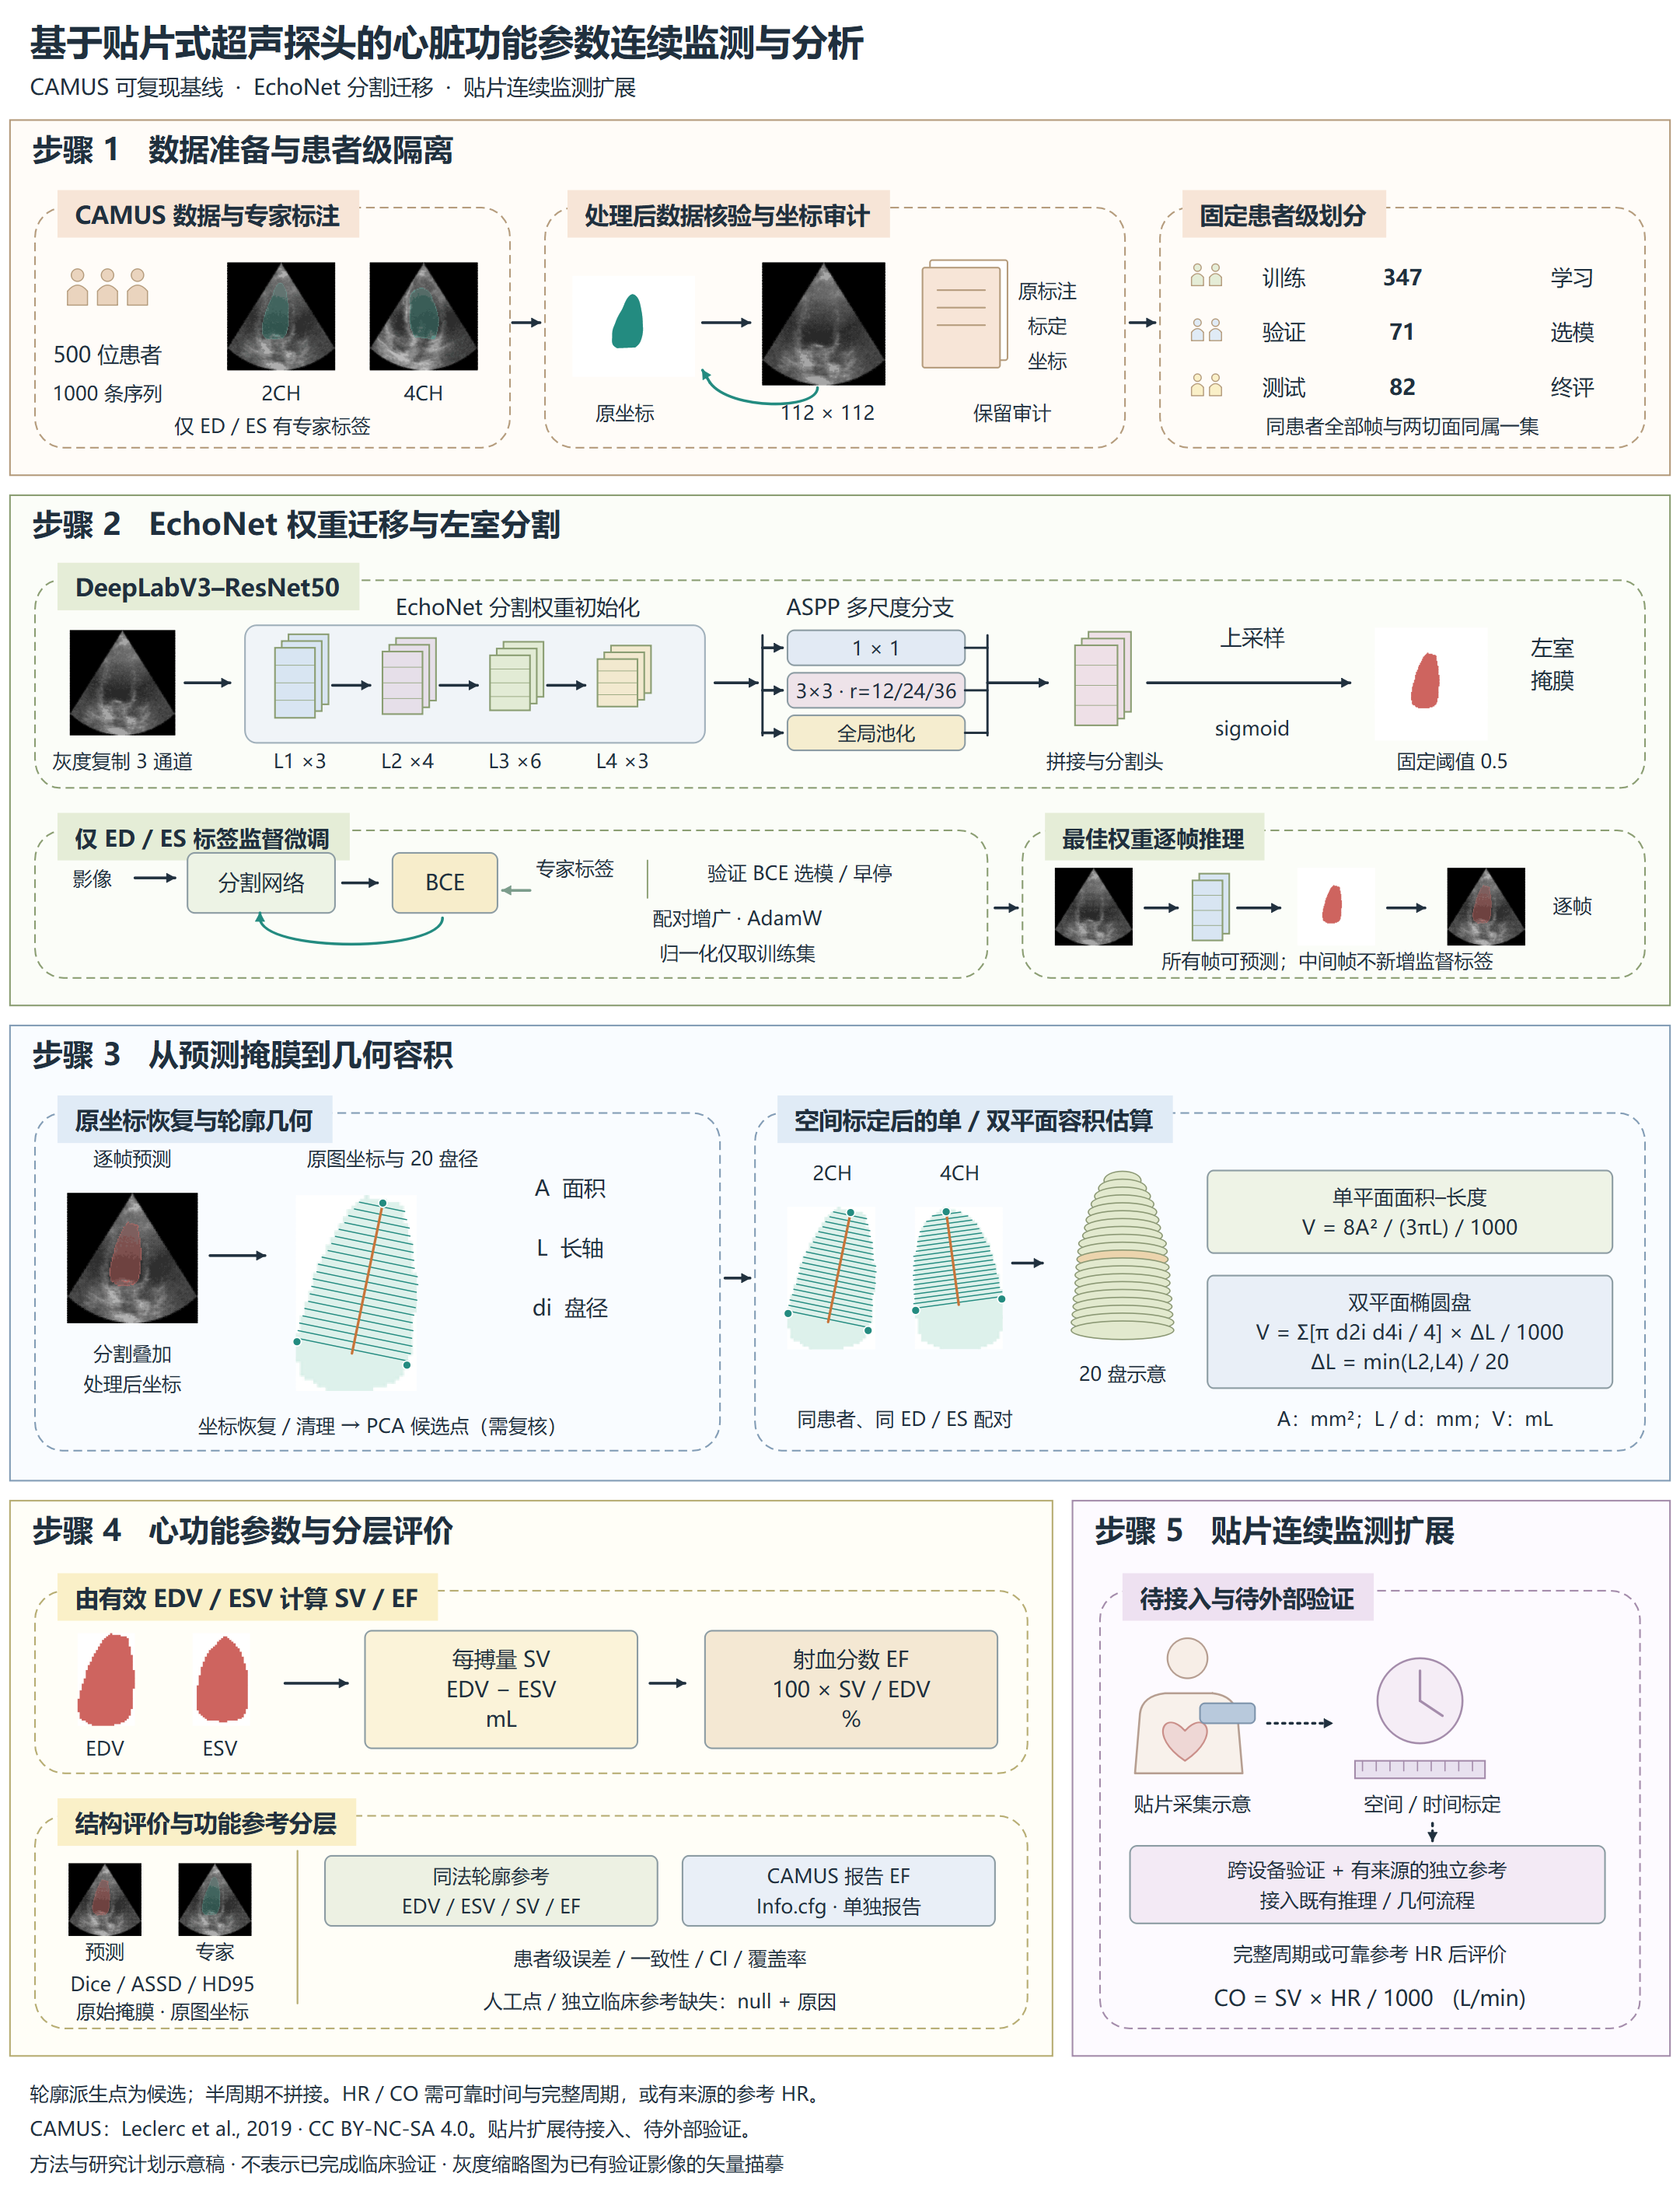 基于贴片式超声探头的心脏功能参数连续监测与分析
CAMUS 可复现基线 · EchoNet 分割迁移 · 贴片连续监测扩展
步骤 1 数据准备与患者级隔离
CAMUS 数据与专家标注
500 位患者
1000 条序列
2CH
4CH
仅 ED / ES 有专家标签
处理后数据核验与坐标审计
原坐标
112 × 112
原标注
标定
坐标
保留审计
固定患者级划分
训练 347 学习
验证 71 选模
测试 82 终评
同患者全部帧与两切面同属一集
步骤 2 EchoNet 权重迁移与左室分割
DeepLabV3–ResNet50
EchoNet 分割权重初始化
灰度复制 3 通道
L1 ×3
L2 ×4
L3 ×6
L4 ×3
ASPP 多尺度分支
1 × 1
3×3 · r=12/24/36
全局池化
拼接与分割头
上采样
sigmoid
左室
掩膜
固定阈值 0.5
仅 ED / ES 标签监督微调
影像
分割网络
BCE
专家标签
验证 BCE 选模 / 早停
配对增广 · AdamW
归一化仅取训练集
最佳权重逐帧推理
逐帧
所有帧可预测；中间帧不新增监督标签
步骤 3 从预测掩膜到几何容积
原坐标恢复与轮廓几何
逐帧预测
原图坐标与 20 盘径
A 面积
L 长轴
di 盘径
分割叠加
处理后坐标
坐标恢复 / 清理 → PCA 候选点（需复核）
空间标定后的单 / 双平面容积估算
2CH
4CH
20 盘示意
同患者、同 ED / ES 配对
单平面面积–长度
V = 8A² / (3πL) / 1000
双平面椭圆盘
V = Σ[π d2i d4i / 4] × ΔL / 1000
ΔL = min(L2,L4) / 20
A：mm²；L / d：mm；V：mL
步骤 4 心功能参数与分层评价
由有效 EDV / ESV 计算 SV / EF
EDV
ESV
每搏量 SV
EDV − ESV
mL
射血分数 EF
100 × SV / EDV
%
结构评价与功能参考分层
预测
专家
Dice / ASSD / HD95
原始掩膜 · 原图坐标
同法轮廓参考
EDV / ESV / SV / EF
CAMUS 报告 EF
Info.cfg · 单独报告
患者级误差 / 一致性 / CI / 覆盖率
人工点 / 独立临床参考缺失：null + 原因
步骤 5 贴片连续监测扩展
待接入与待外部验证
贴片采集示意
空间 / 时间标定
跨设备验证 + 有来源的独立参考
接入既有推理 / 几何流程
完整周期或可靠参考 HR 后评价
CO = SV × HR / 1000 (L/min)
轮廓派生点为候选；半周期不拼接。HR / CO 需可靠时间与完整周期，或有来源的参考 HR。
CAMUS：Leclerc et al., 2019 · CC BY-NC-SA 4.0。贴片扩展待接入、待外部验证。
方法与研究计划示意稿 · 不表示已完成临床验证 · 灰度缩略图为已有验证影像的矢量描摹